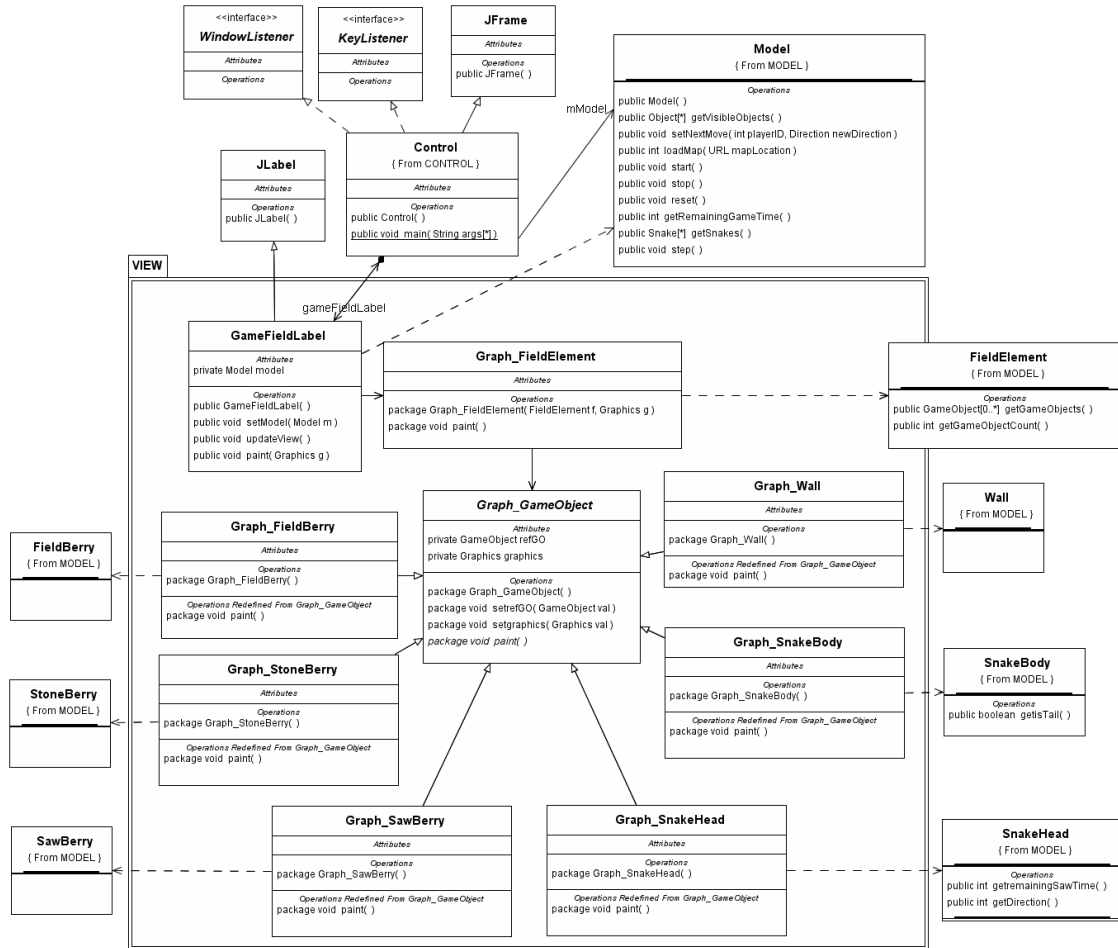 <<interface>>
WindowListener
Attributes
Operations
<<interface>>
KeyListener
Attributes
Operations
JFrame
Attributes
Operations
public JFrame( )
Model
{ From MODEL }
Operations
public Model( )
public Object[*] getVisibleObjects( )
public void setNextMove( int playerID, Direction newDirection )
public int loadMap( URL mapLocation )
public void start( )
public void stop( )
public void reset( )
public int getRemainingGameTime( )
public Snake[*] getSnakes( )
public void step( )
mModel
Control
{ From CONTROL }
Attributes
Operations
public Control( )
public void main( String args[*] )
JLabel
Attributes
Operations
public JLabel( )
VIEW
gameFieldLabel
GameFieldLabel
Attributes
private Model model
Operations
public GameFieldLabel( )
public void setModel( Model m )
public void updateView( )
public void paint( Graphics g )
Graph_FieldElement
Attributes
Operations
package Graph_FieldElement( FieldElement f, Graphics g )
package void paint( )
FieldElement
{ From MODEL }
Operations
public GameObject[0..*] getGameObjects( )
public int getGameObjectCount( )
Graph_GameObject
Attributes
private GameObject refGO
private Graphics graphics
Operations
package Graph_GameObject( )
package void setrefGO( GameObject val )
package void setgraphics( Graphics val )
package void paint( )
Graph_Wall
Attributes
Operations
package Graph_Wall( )
Operations Redefined From Graph_GameObject
package void paint( )
Wall
{ From MODEL }
FieldBerry
{ From MODEL }
Graph_FieldBerry
Attributes
Operations
package Graph_FieldBerry( )
Operations Redefined From Graph_GameObject
package void paint( )
Graph_SnakeBody
Attributes
Operations
package Graph_SnakeBody( )
Operations Redefined From Graph_GameObject
package void paint( )
SnakeBody
{ From MODEL }
Operations
public boolean getisTail( )
StoneBerry
{ From MODEL }
Graph_StoneBerry
Attributes
Operations
package Graph_StoneBerry( )
Operations Redefined From Graph_GameObject
package void paint( )
SawBerry
{ From MODEL }
Graph_SawBerry
Attributes
Operations
package Graph_SawBerry( )
Operations Redefined From Graph_GameObject
package void paint( )
Graph_SnakeHead
Attributes
Operations
package Graph_SnakeHead( )
Operations Redefined From Graph_GameObject
package void paint( )
SnakeHead
{ From MODEL }
Operations
public int getremainingSawTime( )
public int getDirection( )